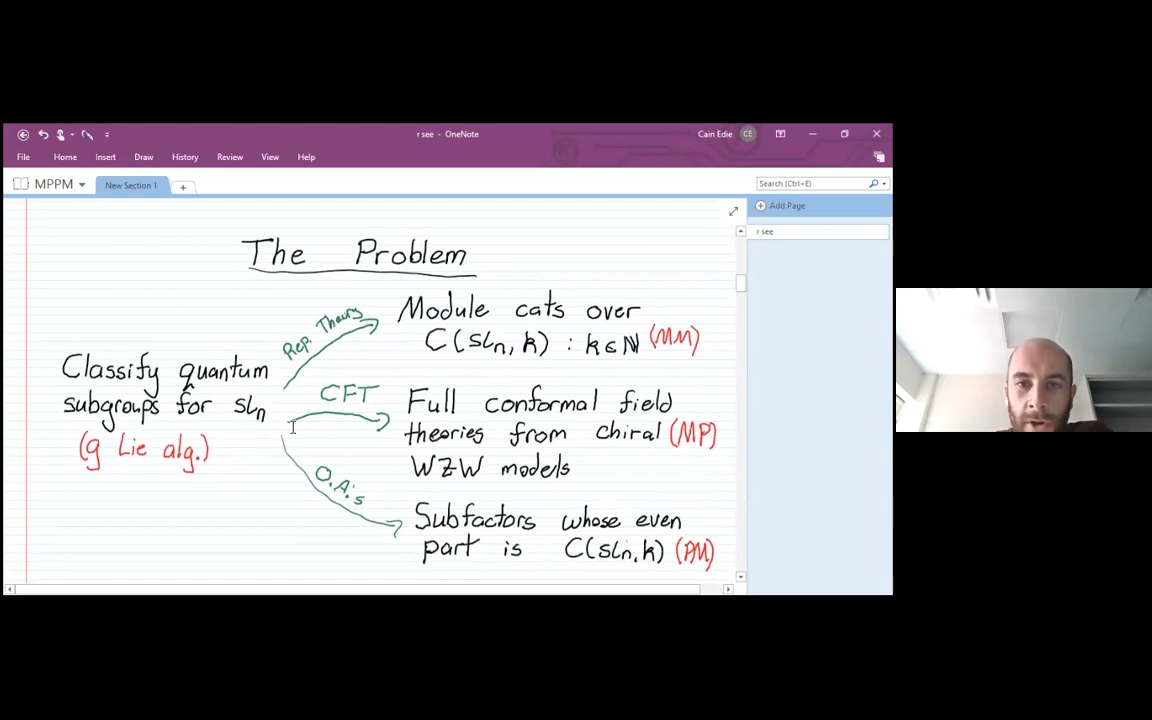 r see - OneNote
Cain Edie CE
File Home Insert Draw History Review View Help
MPPM New Section 1
Search (Ctrl+E)
Add Page
r see
The Problem
Classify quantum
subgroups for sLn
(g Lie alg.)
Rep. Theory
Module cats over
C(sLn, k) : k∈ℕ (MM)
CFT
Full conformal field
theories from chiral (MP)
WZW models
O.A.'s
Subfactors whose even
part is C(sLn, k) (PM)